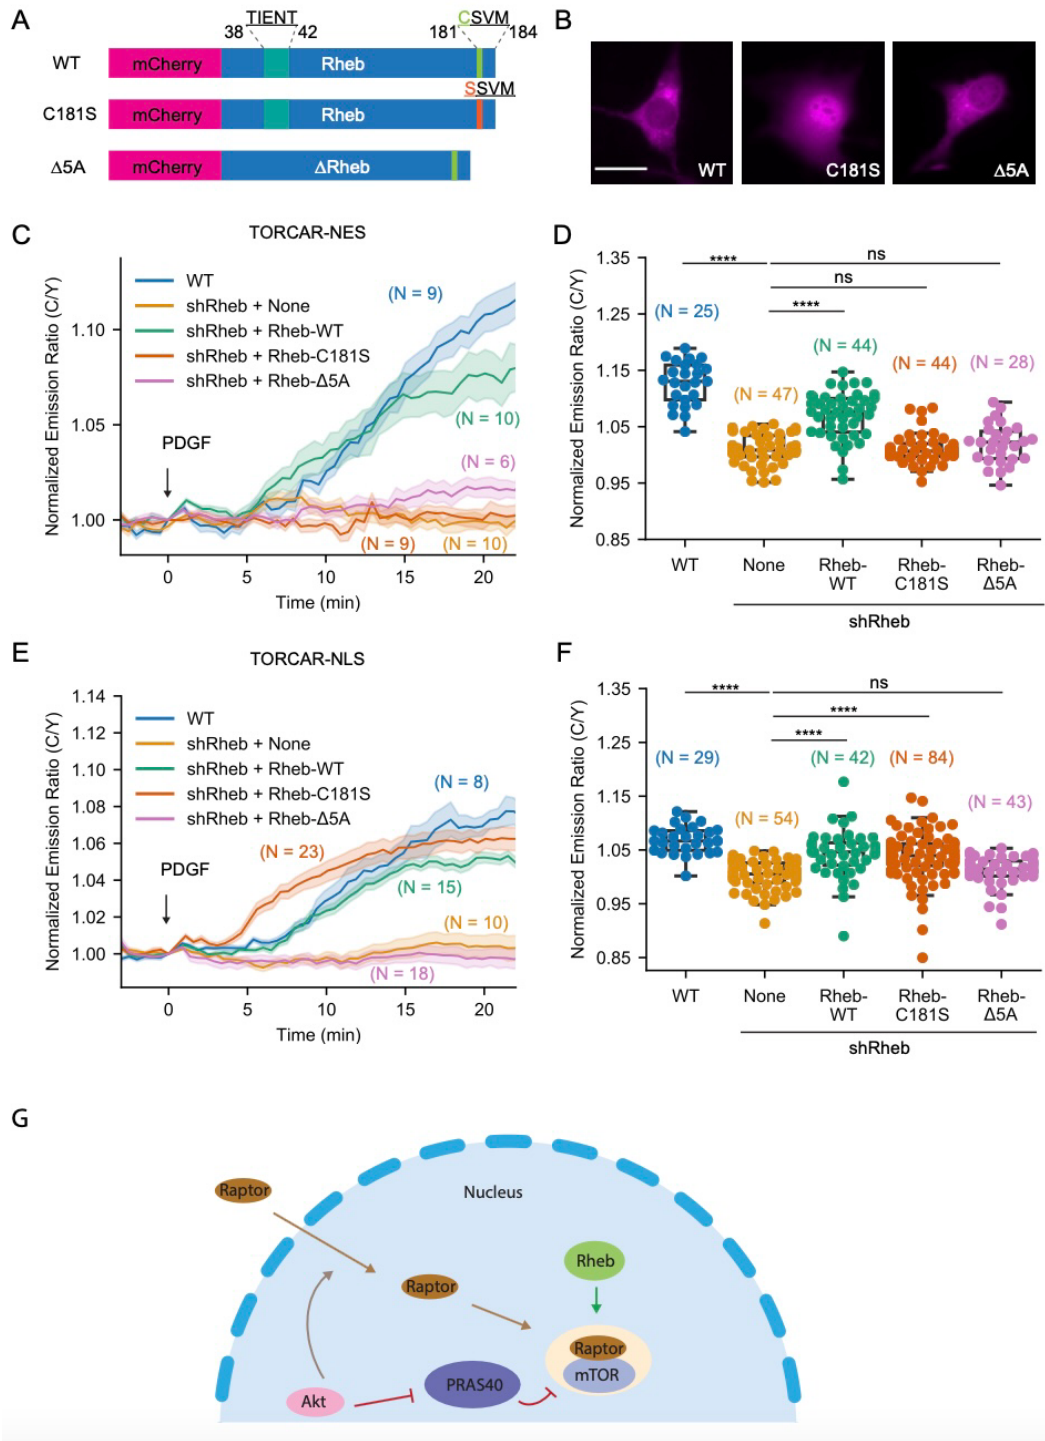 A
TIENT
CSVM
38
42
181
184
WT
mCherry
Rheb
SSVM
C181S
mCherry
Rheb
Δ5A
mCherry
ΔRheb
B
WT
C181S
Δ5A
C
TORCAR-NES
Normalized Emission Ratio (C/Y)
1.10
1.05
1.00
WT
shRheb + None
shRheb + Rheb-WT
shRheb + Rheb-C181S
shRheb + Rheb-Δ5A
PDGF
(N = 9)
(N = 10)
(N = 6)
(N = 9)
(N = 10)
0
5
10
15
20
Time (min)
D
Normalized Emission Ratio (C/Y)
1.35
1.25
1.15
1.05
0.95
0.85
****
ns
ns
****
(N = 25)
(N = 47)
(N = 44)
(N = 44)
(N = 28)
WT
None
Rheb-
WT
Rheb-
C181S
Rheb-
Δ5A
shRheb
E
TORCAR-NLS
Normalized Emission Ratio (C/Y)
1.14
1.12
1.10
1.08
1.06
1.04
1.02
1.00
WT
shRheb + None
shRheb + Rheb-WT
shRheb + Rheb-C181S
shRheb + Rheb-Δ5A
PDGF
(N = 8)
(N = 23)
(N = 15)
(N = 10)
(N = 18)
0
5
10
15
20
Time (min)
F
Normalized Emission Ratio (C/Y)
1.35
1.25
1.15
1.05
0.95
0.85
****
ns
****
****
(N = 29)
(N = 54)
(N = 42)
(N = 84)
(N = 43)
WT
None
Rheb-
WT
Rheb-
C181S
Rheb-
Δ5A
shRheb
G
Nucleus
Raptor
Raptor
Rheb
Raptor
mTOR
PRAS40
Akt